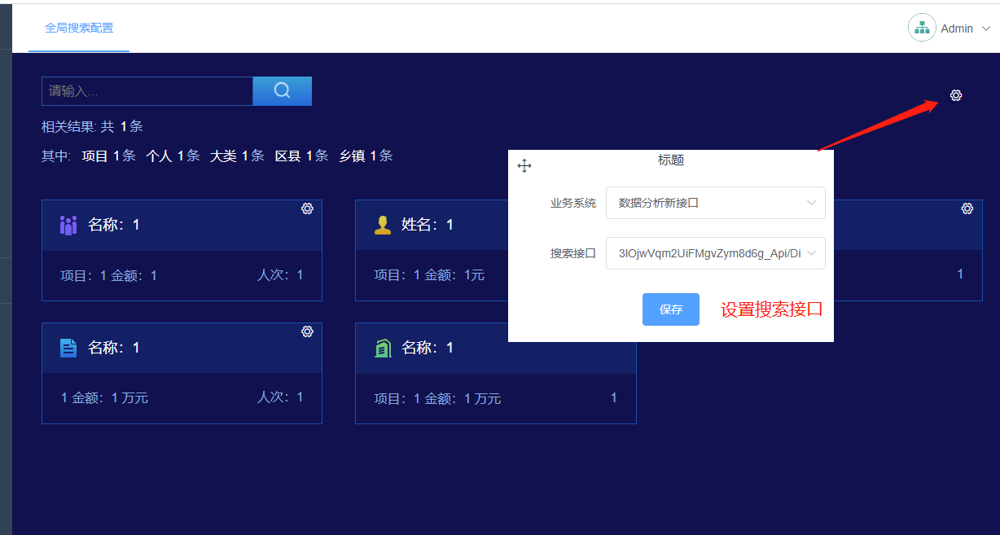 全局搜索配置
Admin
请输入...
相关结果: 共 1 条
其中: 项目 1 条 个人 1 条 大类 1 条 区县 1 条 乡镇 1 条
标题
业务系统 数据分析新接口
搜索接口 3lOjwVqm2UiFMgvZym8d6g_Api/Di
保存 设置搜索接口
名称：1
项目：1 金额：1 人次：1
姓名：1
项目：1 金额：1元
1
名称：1
1 金额：1 万元 人次：1
名称：1
项目：1 金额：1 万元 1